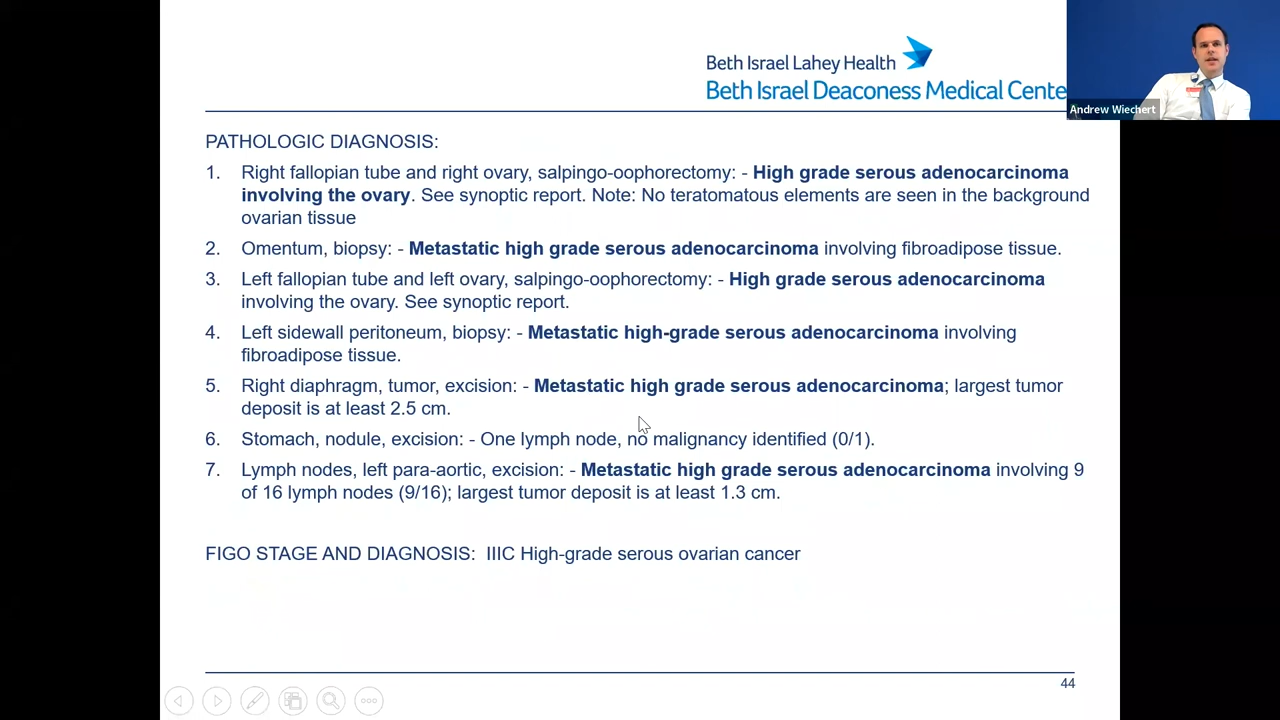 Beth Israel Lahey Health
Beth Israel Deaconess Medical Cente
Andrew Wiechert
PATHOLOGIC DIAGNOSIS:
1. Right fallopian tube and right ovary, salpingo-oophorectomy: - High grade serous adenocarcinoma
involving the ovary. See synoptic report. Note: No teratomatous elements are seen in the background
ovarian tissue
2. Omentum, biopsy: - Metastatic high grade serous adenocarcinoma involving fibroadipose tissue.
3. Left fallopian tube and left ovary, salpingo-oophorectomy: - High grade serous adenocarcinoma
involving the ovary. See synoptic report.
4. Left sidewall peritoneum, biopsy: - Metastatic high-grade serous adenocarcinoma involving
fibroadipose tissue.
5. Right diaphragm, tumor, excision: - Metastatic high grade serous adenocarcinoma; largest tumor
deposit is at least 2.5 cm.
6. Stomach, nodule, excision: - One lymph node, no malignancy identified (0/1).
7. Lymph nodes, left para-aortic, excision: - Metastatic high grade serous adenocarcinoma involving 9
of 16 lymph nodes (9/16); largest tumor deposit is at least 1.3 cm.
FIGO STAGE AND DIAGNOSIS: IIIC High-grade serous ovarian cancer
44